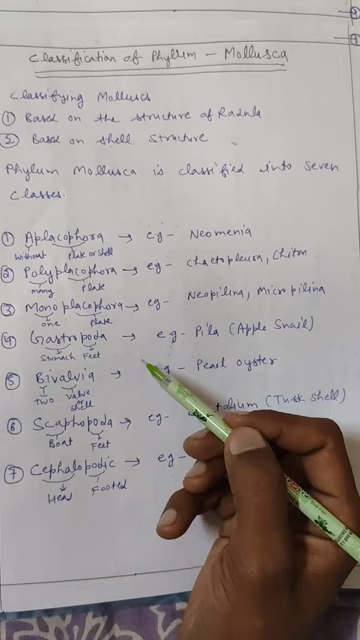 Classification of Phylum - Mollusca
Classifying Molluscs
① Based on the structure of Radula
② Based on shell structure
Phylum Mollusca is classified into seven
classes.
① Aplacophora → eg - Neomenia
without Plate or shell
② Polyplacophora → eg - Chaetopleura, Chiton
many Plate
③ Monoplacophora → eg - Neopilina, Micropilina
one Plate
④ Gastropoda → eg - Pila (Apple Snail)
Stomach Feet
⑤ Bivalvia → eg - Pearl oyster
Two valve
shell
⑥ Scaphopoda → eg - (Tusk Shell)
Boat Feet
⑦ Cephalopodic → eg -
Head Footed